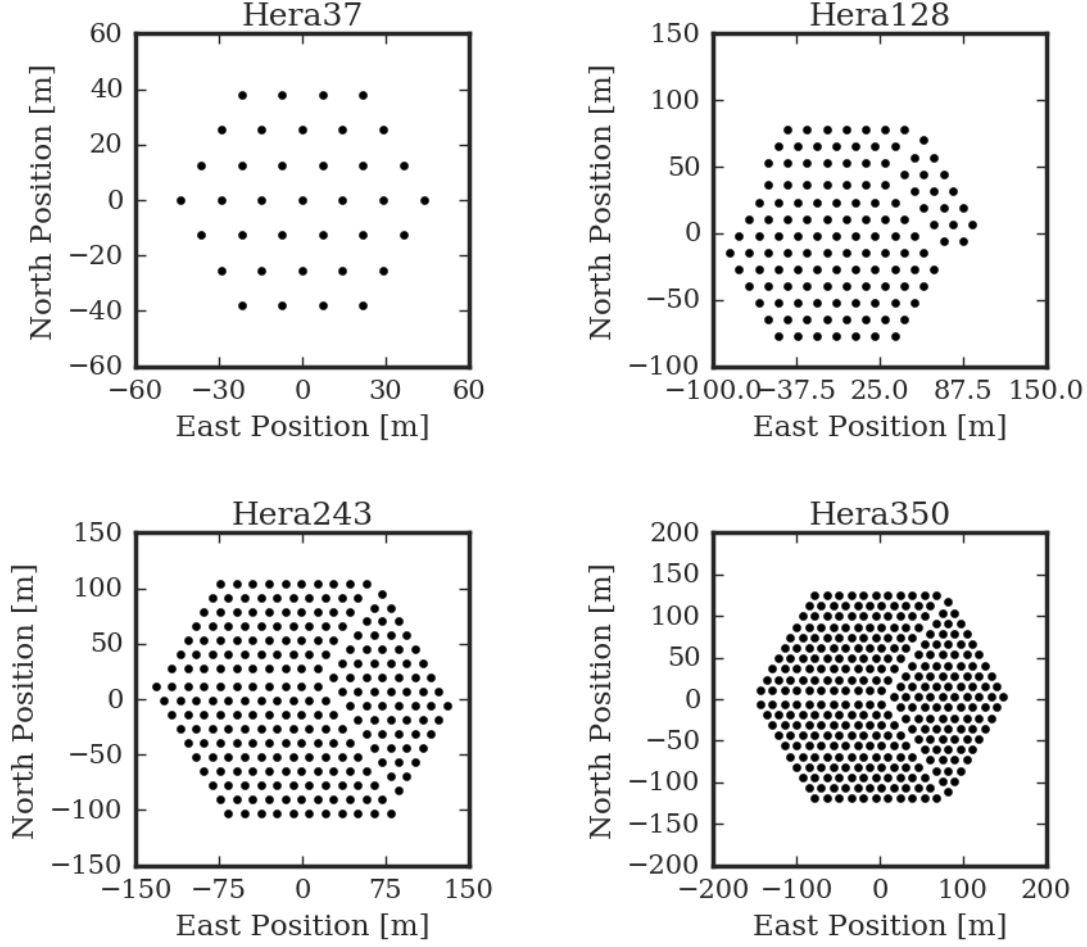 Hera37
60
40
20
0
−20
−40
−60
−60 −30 0 30 60
North Position [m]
East Position [m]
Hera128
150
100
50
0
−50
−100
−100.0 −37.5 25.0 87.5 150.0
North Position [m]
East Position [m]
Hera243
150
100
50
0
−50
−100
−150
−150 −75 0 75 150
North Position [m]
East Position [m]
Hera350
200
150
100
50
0
−50
−100
−150
−200
−200 −100 0 100 200
North Position [m]
East Position [m]